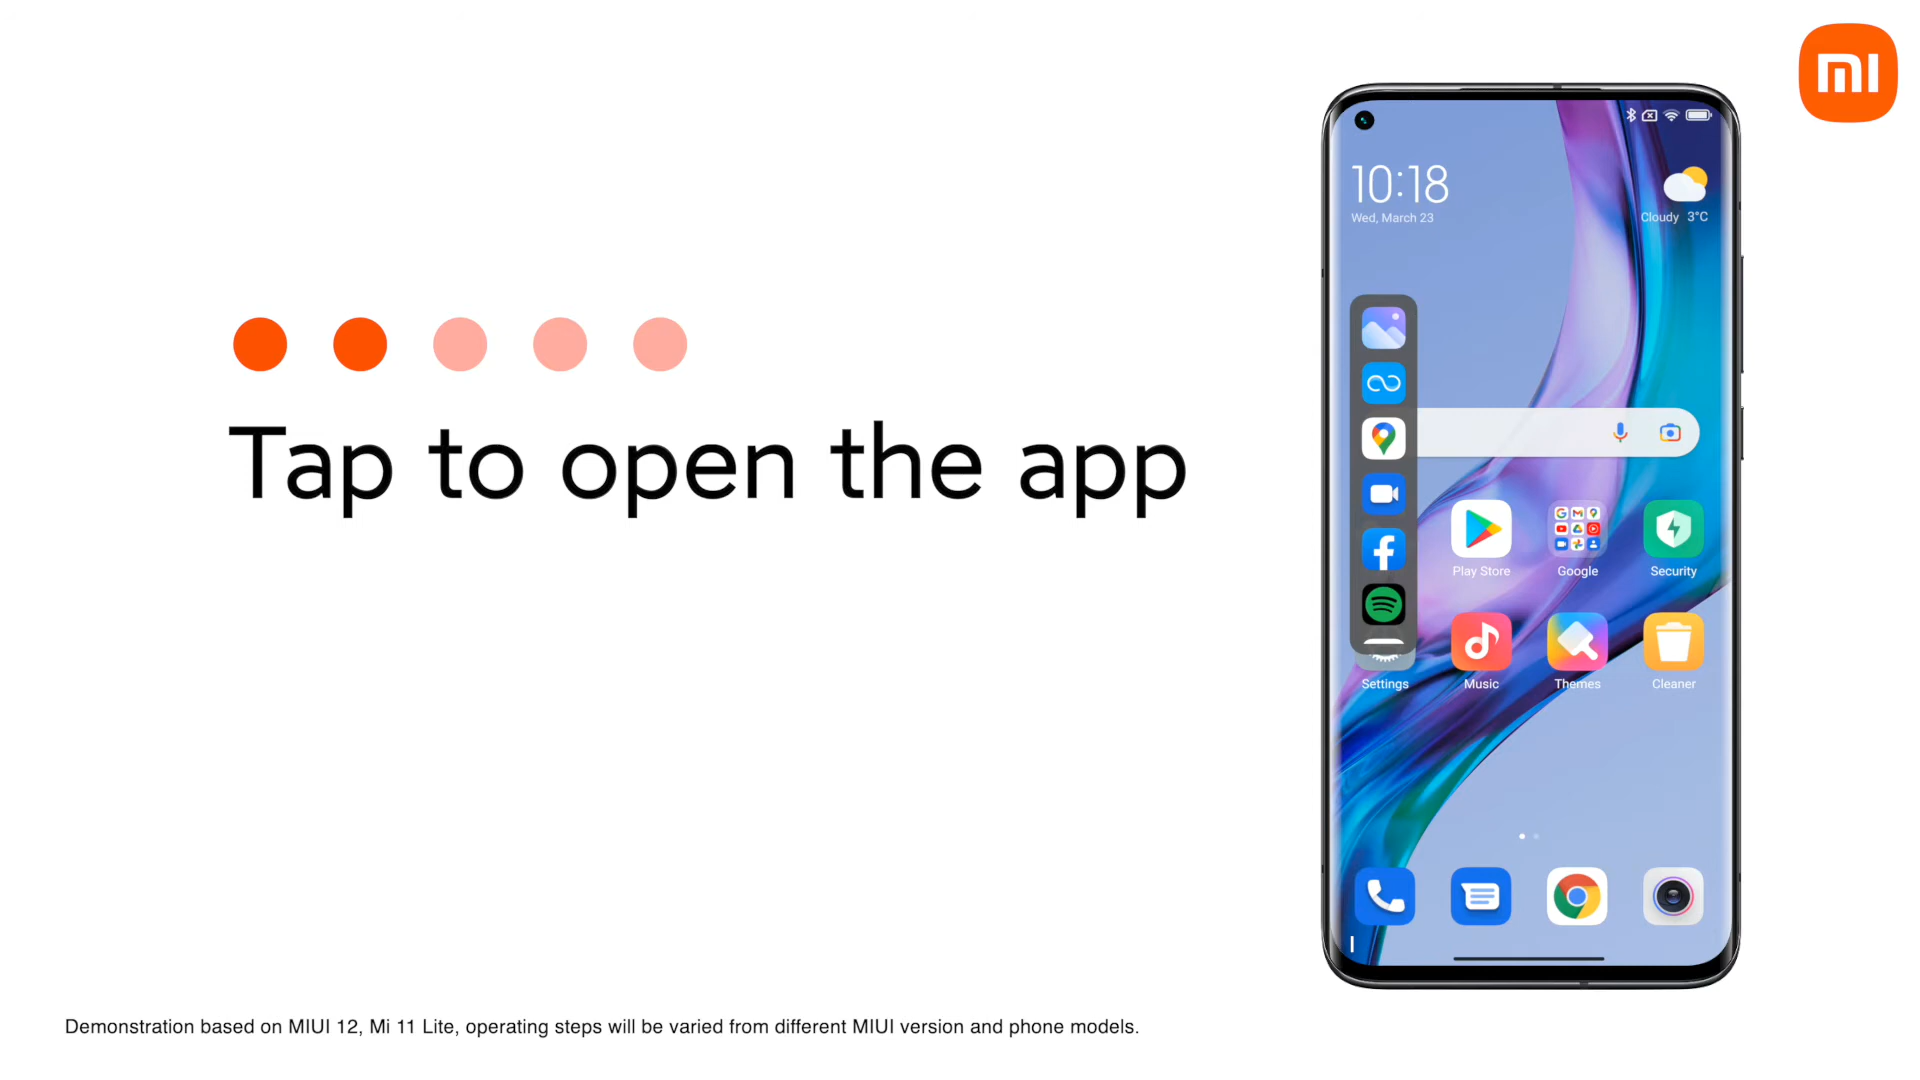 mi
10:18
Wed, March 23
Cloudy 3°C
Tap to open the app
Play Store
Google
Security
Settings
Music
Themes
Cleaner
Demonstration based on MIUI 12, Mi 11 Lite, operating steps will be varied from different MIUI version and phone models.